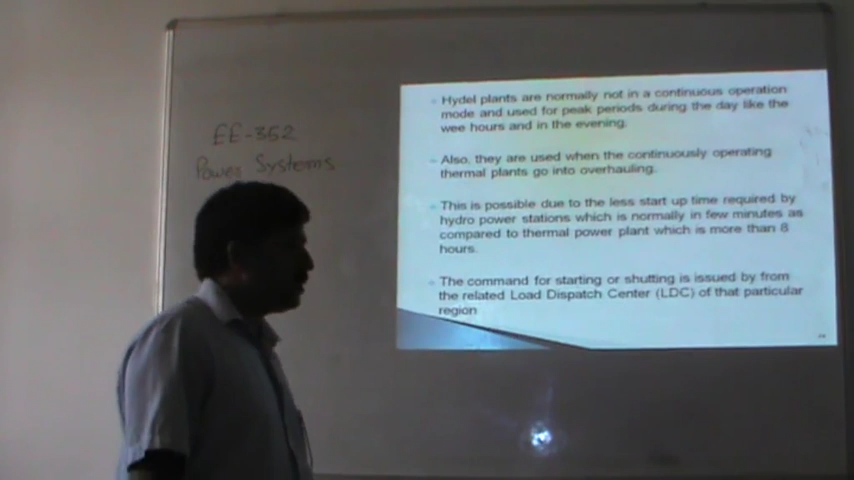 EE-352
Power Systems
Hydel plants are normally not in a continuous operation
mode and used for peak periods during the day like the
wee hours and in the evening.
Also, they are used when the continuously operating
thermal plants go into overhauling.
This is possible due to the less start up time required by
hydro power stations which is normally in few minutes as
compared to thermal power plant which is more than 8
hours.
The command for starting or shutting is issued by from
the related Load Dispatch Center (LDC) of that particular
region